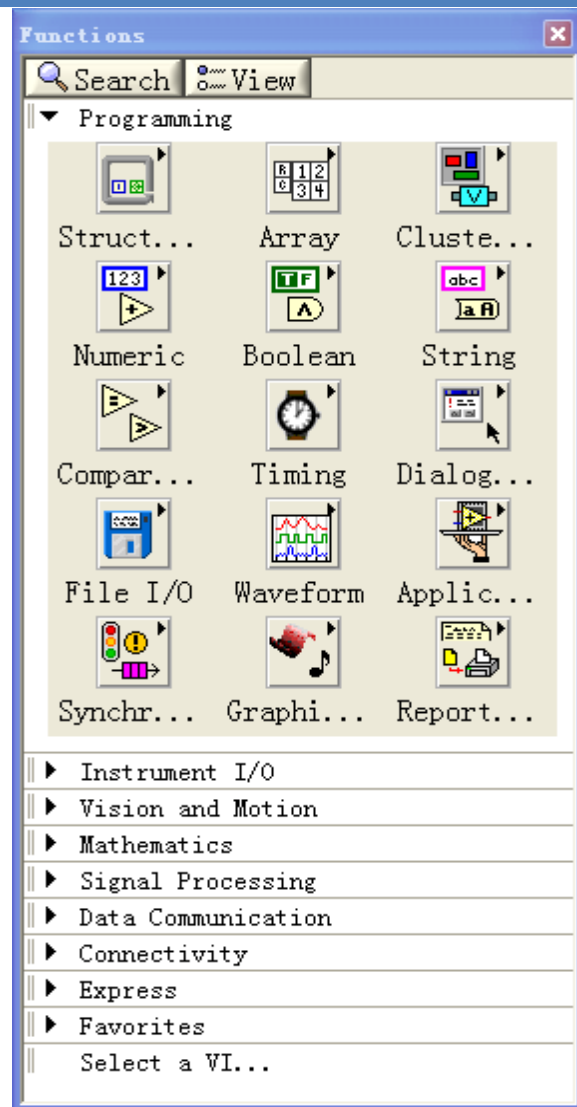 Functions
Search View
Programming
Struct... Array Cluste...
Numeric Boolean String
Compar... Timing Dialog...
File I/O Waveform Applic...
Synchr... Graphi... Report...
Instrument I/O
Vision and Motion
Mathematics
Signal Processing
Data Communication
Connectivity
Express
Favorites
Select a VI...